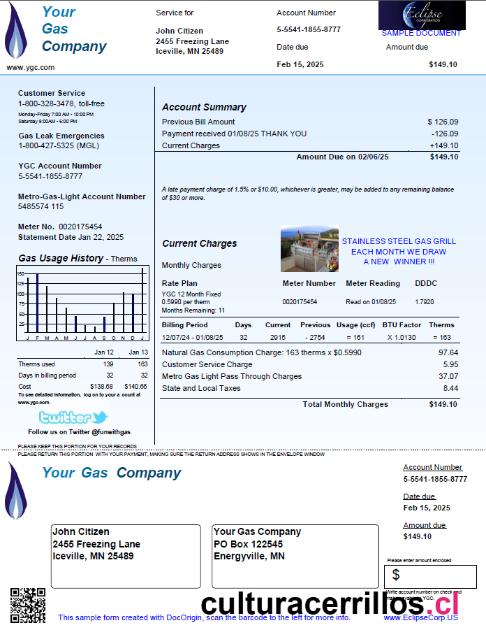 Your
Gas
Company
www.ygc.com
Service for
John Citizen
2455 Freezing Lane
Iceville, MN 25489
Account Number
5-5541-1855-8777
Date due
Feb 15, 2025
Eclipse
CORPORATION
SAMPLE DOCUMENT
Amount due
$149.10
Customer Service
1-800-328-3478, toll-free
Monday-Friday 7:00 AM - 10:00 PM
Saturday 8:00AM - 6:00 PM
Gas Leak Emergencies
1-800-427-5325 (MGL)
YGC Account Number
5-5541-1855-8777
Metro-Gas-Light Account Number
5485574 115
Meter No. 0020175454
Statement Date Jan 22, 2025
Gas Usage History - Therms
150
125
100
75
50
25
J F M A M J J A S O N D J
Jan 12 Jan 13
Therms used 139 163
Days in billing period 32 32
Cost $138.68 $140.66
To see detailed information, log on to your account at
www.ygc.com.
twitter
Follow us on Twitter @fumeithgas
Account Summary
Previous Bill Amount $ 126.09
Payment received 01/08/25 THANK YOU -126.09
Current Charges +149.10
Amount Due on 02/06/25 $149.10
A late payment charge of 1.5% or $10.00, whichever is greater, may be added to any remaining balance
of $30 or more.
Current Charges
Monthly Charges
STAINLESS STEEL GAS GRILL
EACH MONTH WE DRAW
A NEW WINNER !!!
Rate Plan Meter Number Meter Reading DDDC
YGC 12 Month Fixed
0.5990 per therm 0020175454 Read on 01/08/25 1.7920
Months Remaining: 11
Billing Period Days Current Previous Usage (ccf) BTU Factor Therms
12/07/24 - 01/08/25 32 2915 - 2754 = 161 X 1.0130 = 163
Natural Gas Consumption Charge: 163 therms x $0.5990 97.64
Customer Service Charge 5.95
Metro Gas Light Pass Through Charges 37.07
State and Local Taxes 8.44
Total Monthly Charges $149.10
PLEASE KEEP THIS PORTION FOR YOUR RECORDS
PLEASE RETURN THIS PORTION WITH YOUR PAYMENT, MAKING SURE THE RETURN ADDRESS SHOWS IN THE ENVELOPE WINDOW
Your Gas Company
Account Number
5-5541-1855-8777
Date due
Feb 15, 2025
Amount due
$149.10
John Citizen
2455 Freezing Lane
Iceville, MN 25489
Your Gas Company
PO Box 122545
Energyville, MN
Please enter amount enclosed
$
Write account number on check and
culturacerrillos.cl
This sample form created with DocOrigin, scan the barcode to the left for more info.
www.EclipseCorp.US